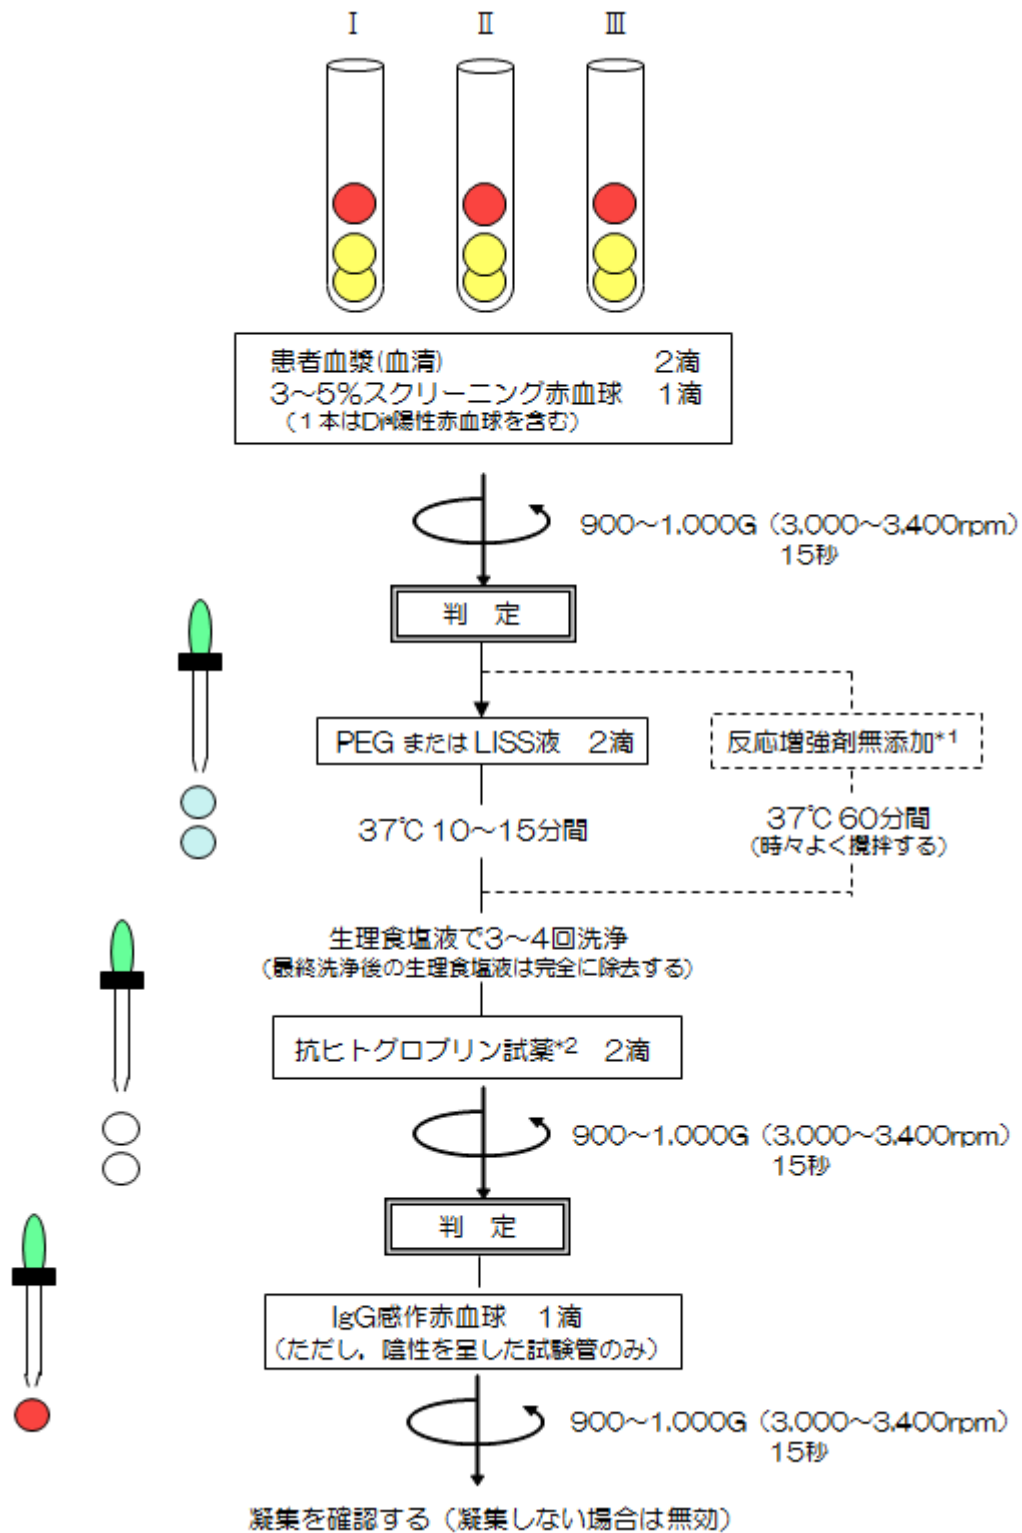 Ⅰ Ⅱ Ⅲ
患者血漿(血清) 2滴
3～5%スクリーニング赤血球 1滴
（1本はDiª陽性赤血球を含む）
900～1.000G（3.000～3.400rpm）
15秒
判 定
PEG または LISS液 2滴
反応増強剤無添加*1
37℃ 10～15分間
37℃ 60分間
（時々よく攪拌する）
生理食塩液で3～4回洗浄
（最終洗浄後の生理食塩液は完全に除去する）
抗ヒトグロブリン試薬*2 2滴
900～1.000G（3.000～3.400rpm）
15秒
判 定
IgG感作赤血球 1滴
（ただし，陰性を呈した試験管のみ）
900～1.000G（3.000～3.400rpm）
15秒
凝集を確認する（凝集しない場合は無効）